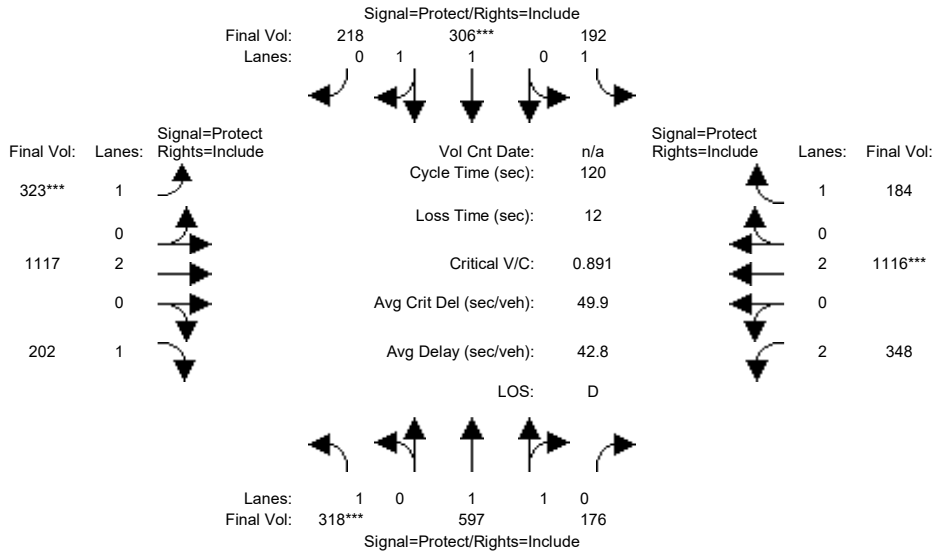 Signal=Protect/Rights=Include
Final Vol: 218 306*** 192
Lanes: 0 1 1 0 1
Signal=Protect
Final Vol: Lanes: Rights=Include
Vol Cnt Date: n/a
Signal=Protect
Rights=Include Lanes: Final Vol:
Cycle Time (sec): 120
323*** 1
1 184
Loss Time (sec): 12
0
0
1117 2
Critical V/C: 0.891
2 1116***
0
Avg Crit Del (sec/veh): 49.9
0
202 1
Avg Delay (sec/veh): 42.8
2 348
LOS: D
Lanes: 1 0 1 1 0
Final Vol: 318*** 597 176
Signal=Protect/Rights=Include